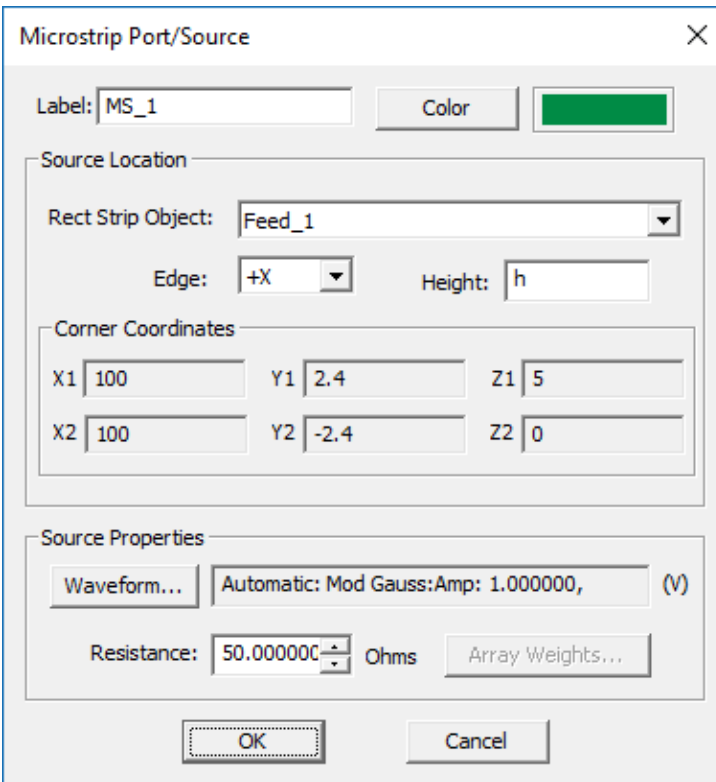 Microstrip Port/Source
Label: MS_1 Color
Source Location
Rect Strip Object: Feed_1
Edge: +X Height: h
Corner Coordinates
X1 100 Y1 2.4 Z1 5
X2 100 Y2 -2.4 Z2 0
Source Properties
Waveform... Automatic: Mod Gauss:Amp: 1.000000, (V)
Resistance: 50.000000 Ohms Array Weights...
OK Cancel